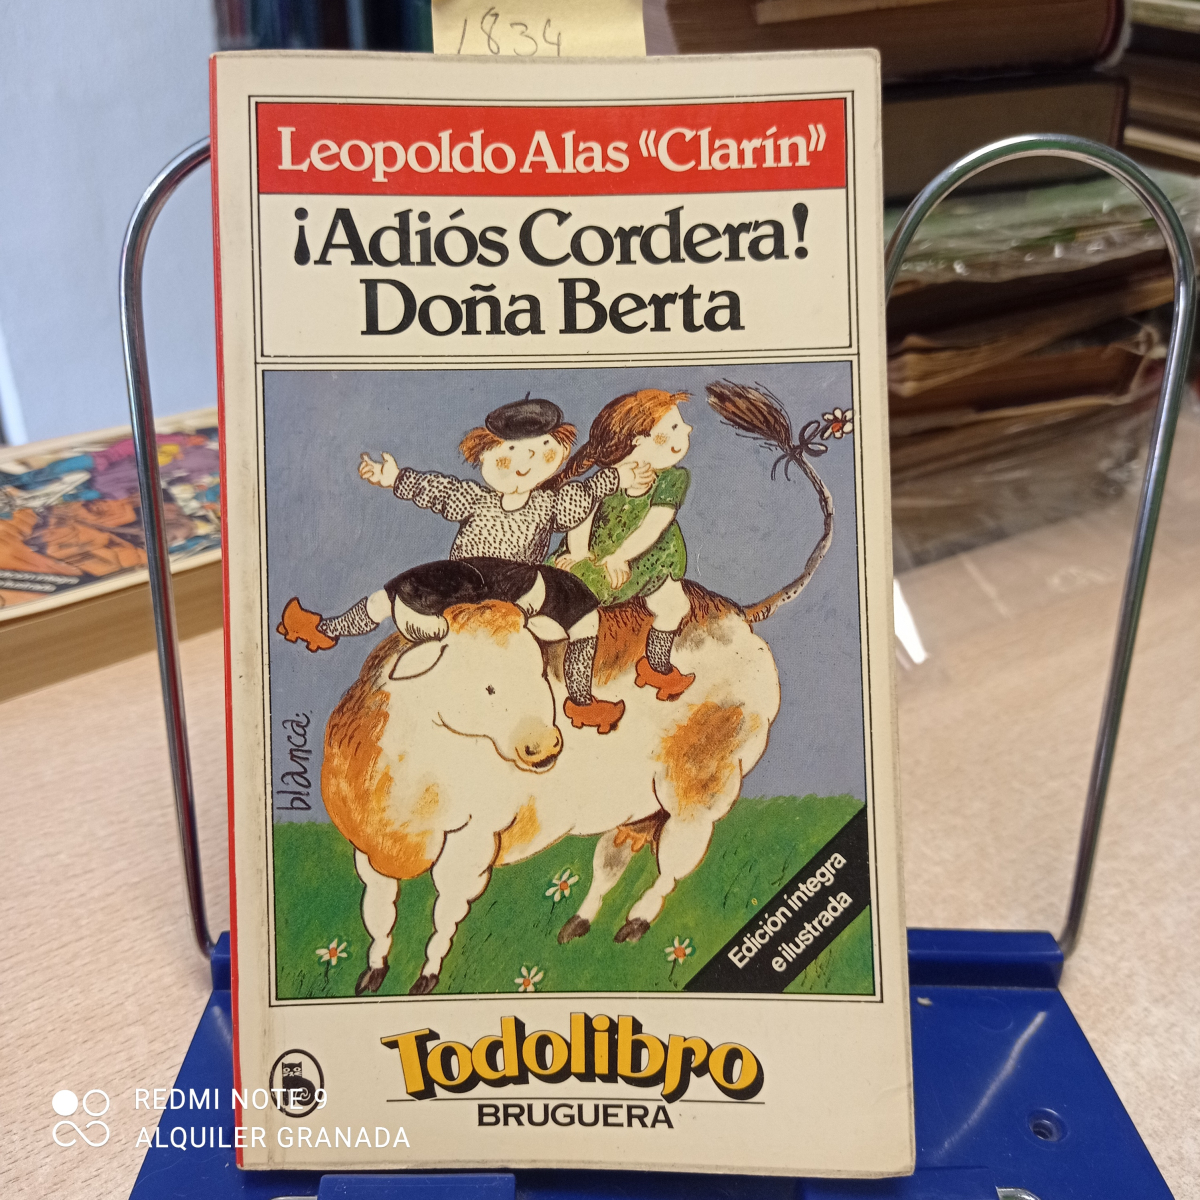 1834
Leopoldo Alas «Clarín»
¡Adiós Cordera!
Doña Berta
blanca.
Edición íntegra
e ilustrada
Todolibro
BRUGUERA
REDMI NOTE 9
ALQUILER GRANADA